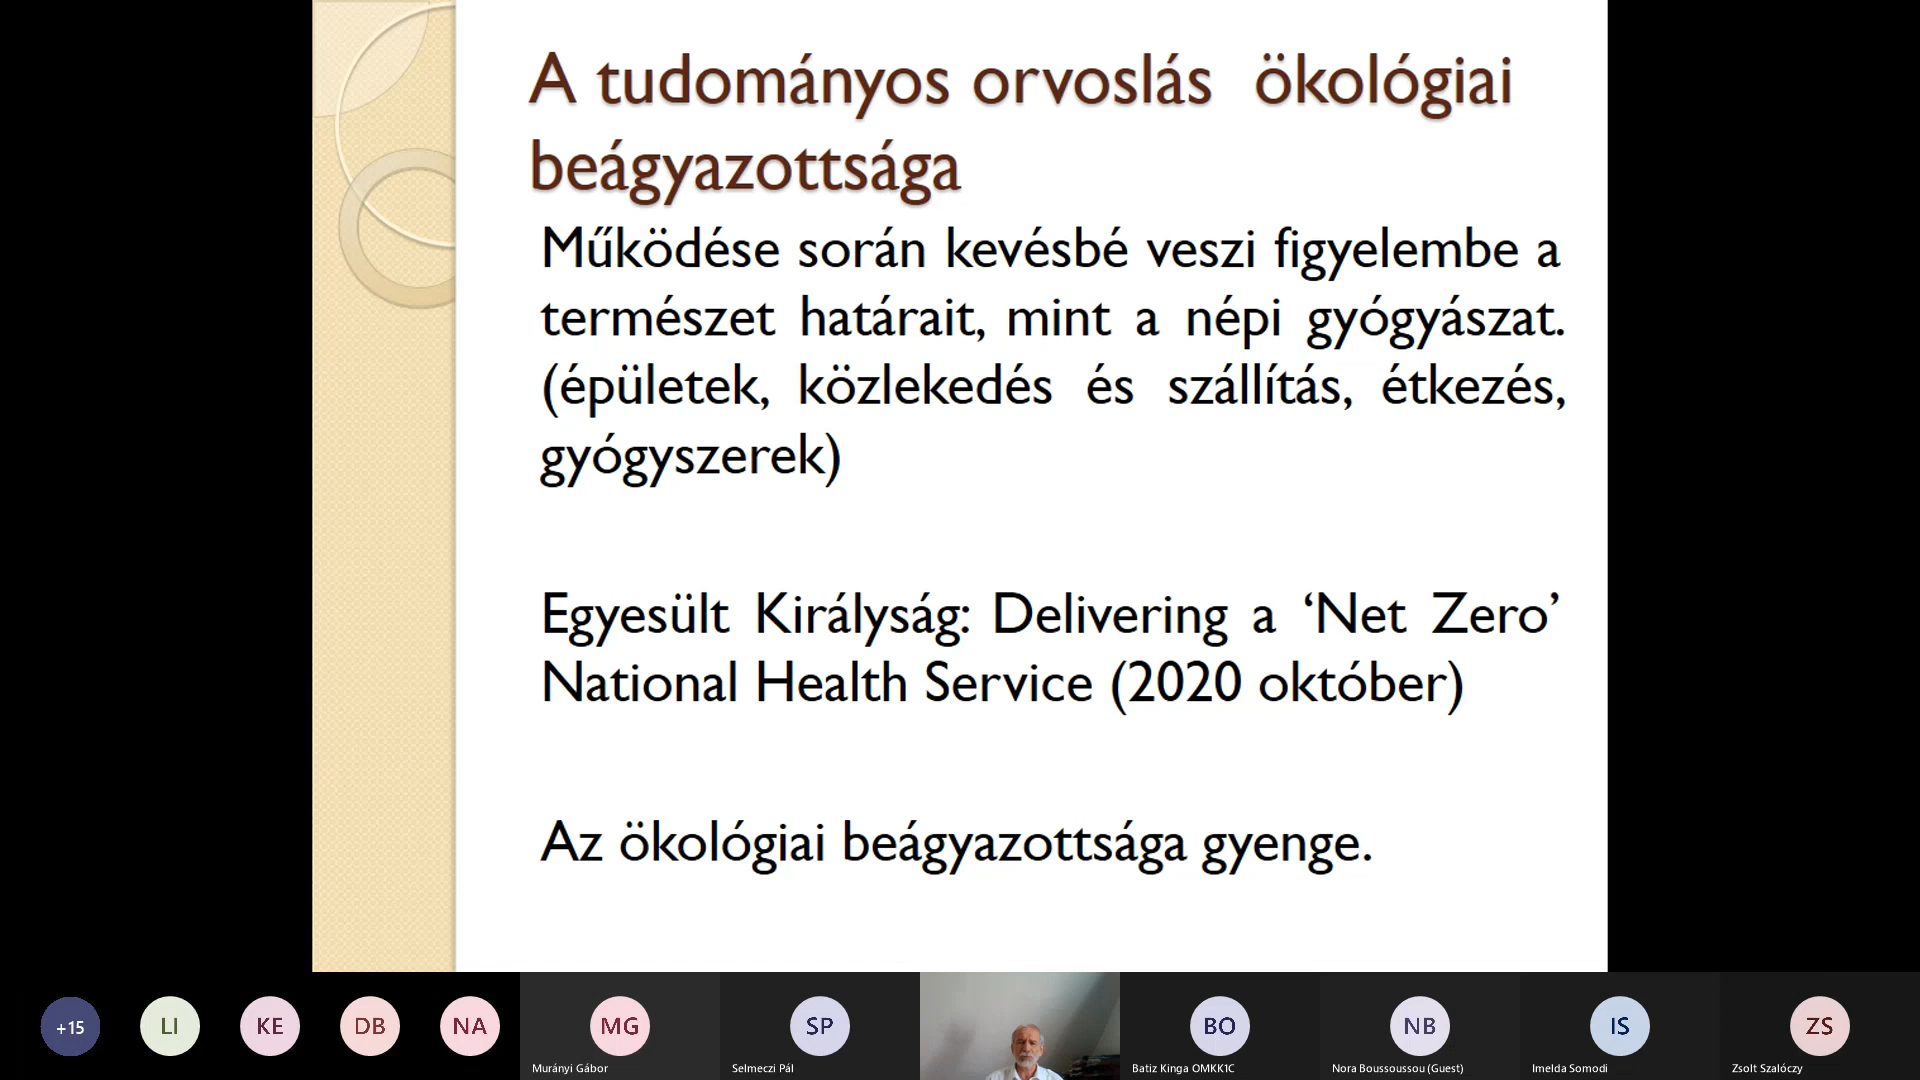 A tudományos orvoslás ökológiai
beágyazottsága
Működése során kevésbé veszi figyelembe a
természet határait, mint a népi gyógyászat.
(épületek, közlekedés és szállítás, étkezés,
gyógyszerek)
Egyesült Királyság: Delivering a ‘Net Zero’
National Health Service (2020 október)
Az ökológiai beágyazottsága gyenge.
+15
LI
KE
DB
NA
MG
Murányi Gábor
SP
Selmeczi Pál
BO
Batiz Kinga OMKK1C
NB
Nora Boussoussou (Guest)
IS
Imelda Somodi
ZS
Zsolt Szalóczy